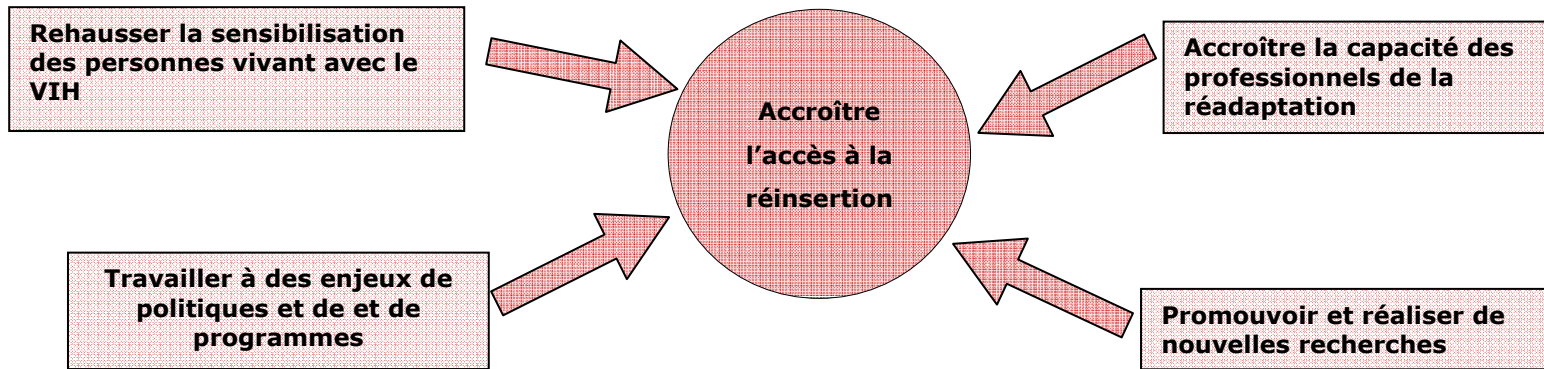 Rehausser la sensibilisation
des personnes vivant avec le
VIH
Accroître
l’accès à la
réinsertion
Accroître la capacité des
professionnels de la
réadaptation
Travailler à des enjeux de
politiques et de et de
programmes
Promouvoir et réaliser de
nouvelles recherches